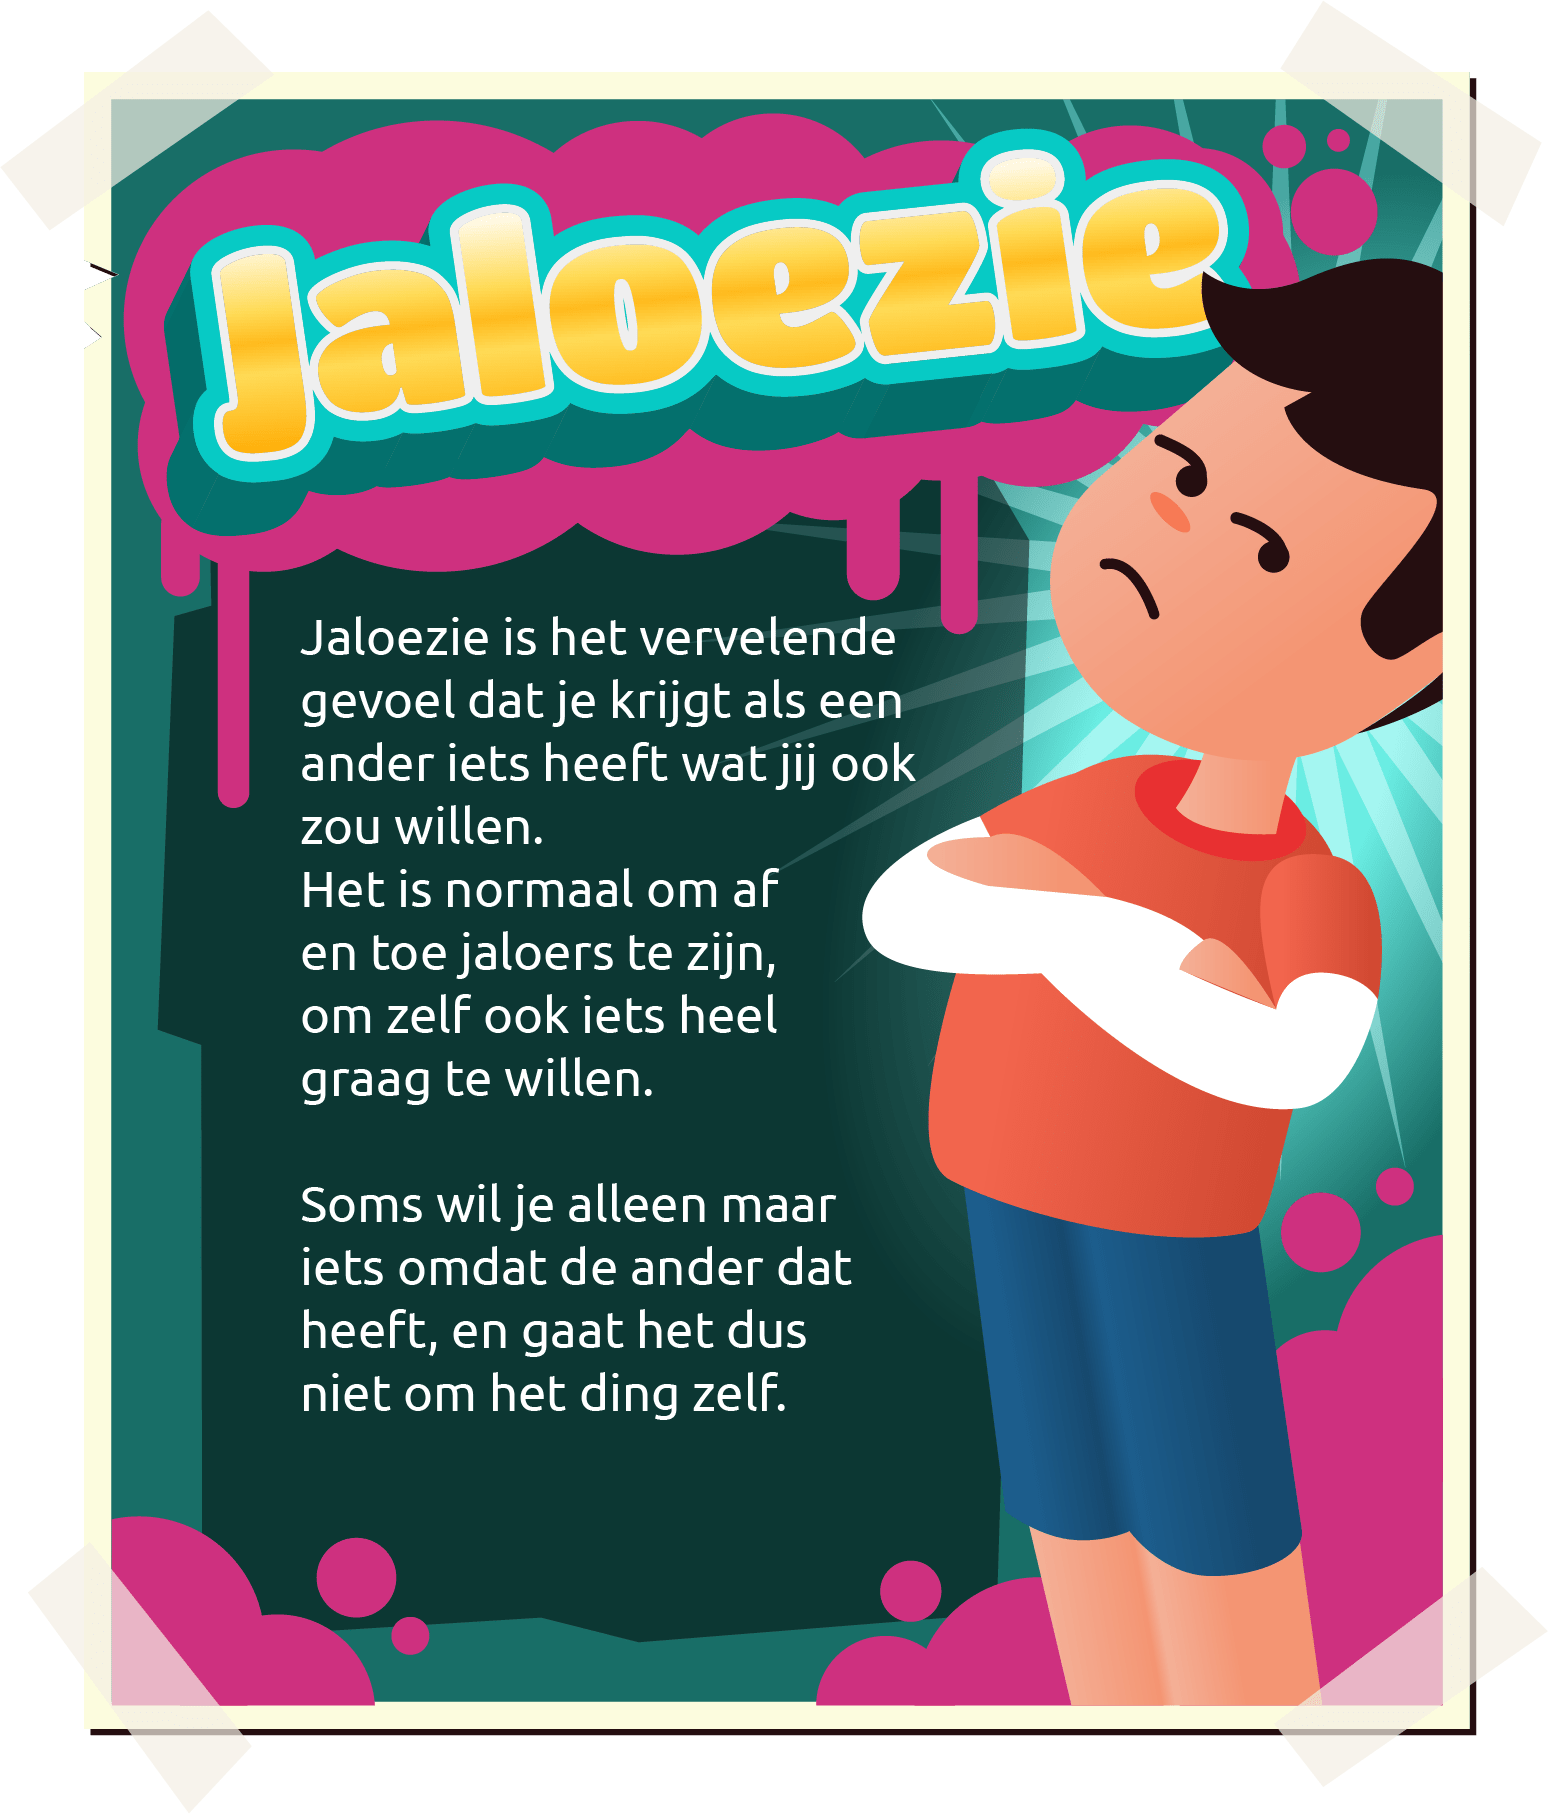 Jaloezie
Jaloezie is het vervelende
gevoel dat je krijgt als een
ander iets heeft wat jij ook
zou willen.
Het is normaal om af
en toe jaloers te zijn,
om zelf ook iets heel
graag te willen.
Soms wil je alleen maar
iets omdat de ander dat
heeft, en gaat het dus
niet om het ding zelf.